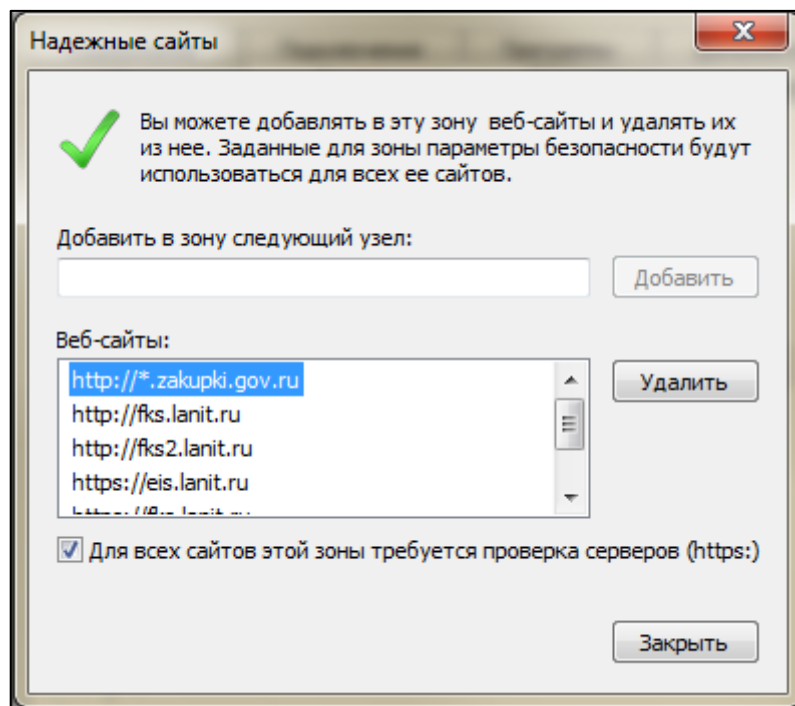 Надежные сайты
Вы можете добавлять в эту зону веб-сайты и удалять их
из нее. Заданные для зоны параметры безопасности будут
использоваться для всех ее сайтов.
Добавить в зону следующий узел:
Добавить
Веб-сайты:
http://*.zakupki.gov.ru
Удалить
http://fks.lanit.ru
http://fks2.lanit.ru
https://eis.lanit.ru
Для всех сайтов этой зоны требуется проверка серверов (https:)
Закрыть